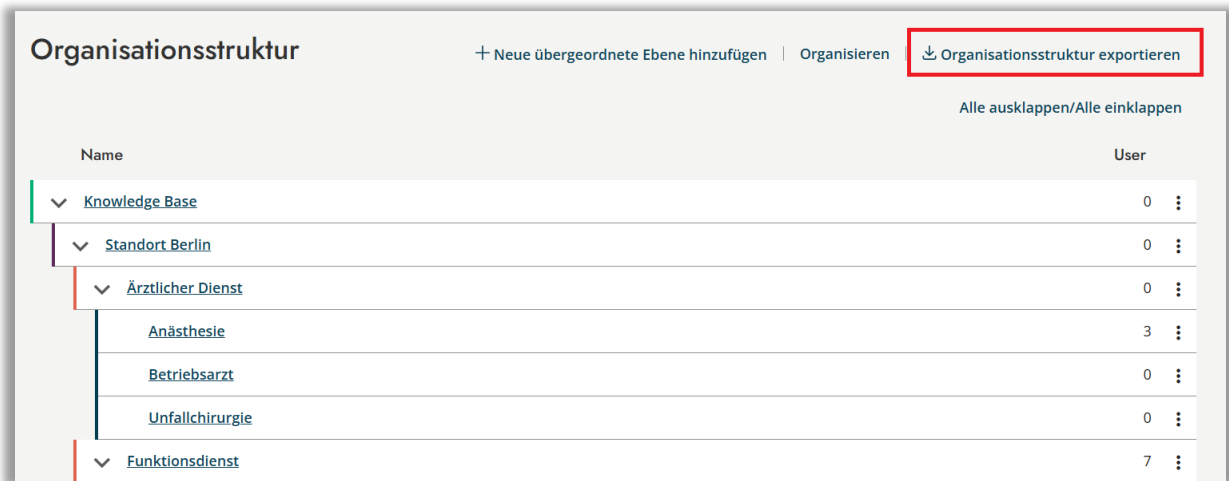 Organisationsstruktur
Neue übergeordnete Ebene hinzufügen | Organisieren | Organisationsstruktur exportieren
Alle ausklappen/Alle einklappen
Name User
Knowledge Base 0
Standort Berlin 0
Ärztlicher Dienst 0
Anästhesie 3
Betriebsarzt 0
Unfallchirurgie 0
Funktionsdienst 7